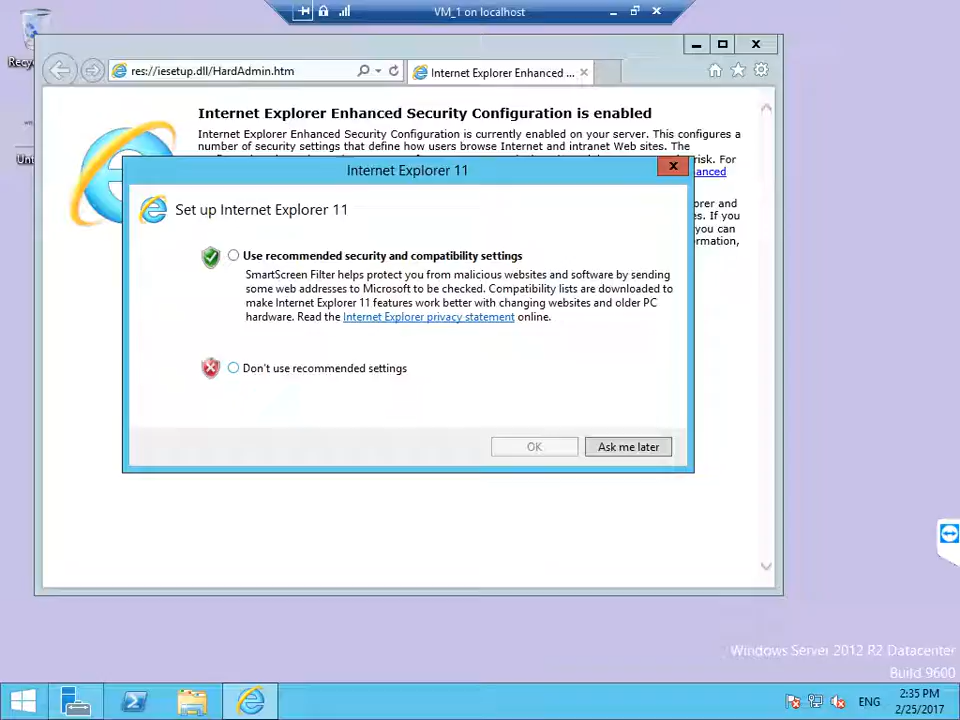 VM_1 on localhost
Recy
Unt
res://iesetup.dll/HardAdmin.htm
Internet Explorer Enhanced ...
Internet Explorer Enhanced Security Configuration is enabled
Internet Explorer Enhanced Security Configuration is currently enabled on your server. This configures a
number of security settings that define how users browse Internet and intranet Web sites. The
risk. For
anced
orer and
s. If you
you can
rmation,
Internet Explorer 11
Set up Internet Explorer 11
Use recommended security and compatibility settings
SmartScreen Filter helps protect you from malicious websites and software by sending
some web addresses to Microsoft to be checked. Compatibility lists are downloaded to
make Internet Explorer 11 features work better with changing websites and older PC
hardware. Read the Internet Explorer privacy statement online.
Don't use recommended settings
OK
Ask me later
Windows Server 2012 R2 Datacenter
Build 9600
ENG
2:35 PM
2/25/2017